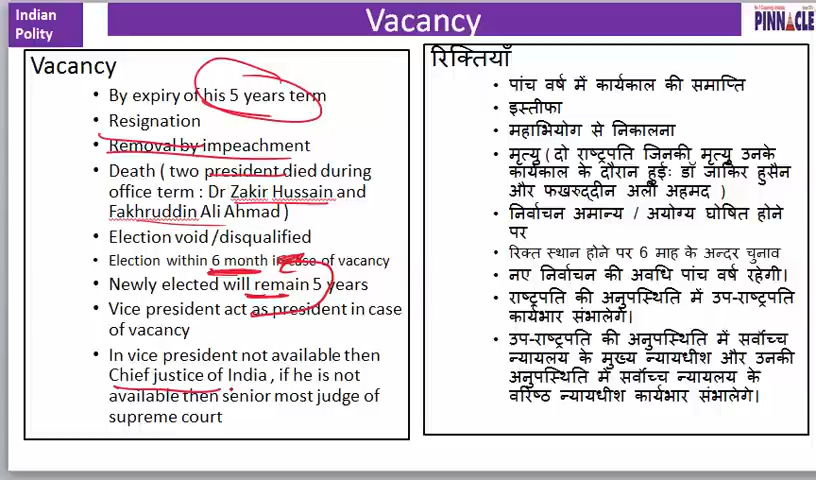 Indian
Polity
Vacancy
PINNACLE
Vacancy
• By expiry of his 5 years term
• Resignation
• Removal by impeachment
• Death ( two president died during
office term : Dr Zakir Hussain and
Fakhruddin Ali Ahmad )
• Election void /disqualified
• Election within 6 month in case of vacancy
• Newly elected will remain 5 years
• Vice president act as president in case
of vacancy
• In vice president not available then
Chief justice of India , if he is not
available then senior most judge of
supreme court
रिक्तियाँ
• पांच वर्ष में कार्यकाल की समाप्ति
• इस्तीफा
• महाभियोग से निकालना
• मृत्यु ( दो राष्ट्रपति जिनकी मृत्यु उनके
कार्यकाल के दौरान हुईः डॉ जाकिर हुसैन
और फखरुद्दीन अली अहमद )
• निर्वाचन अमान्य / अयोग्य घोषित होने
पर
• रिक्त स्थान होने पर 6 माह के अन्दर चुनाव
• नए निर्वाचन की अवधि पांच वर्ष रहेगी।
• राष्ट्रपति की अनुपस्थिति में उप-राष्ट्रपति
कार्यभार संभालेगे।
• उप-राष्ट्रपति की अनुपस्थिति में सर्वोच्च
न्यायलय के मुख्य न्यायधीश और उनकी
अनुपस्थिति में सर्वोच्च न्यायलय के
वरिष्ठ न्यायधीश कार्यभार संभालेगे।